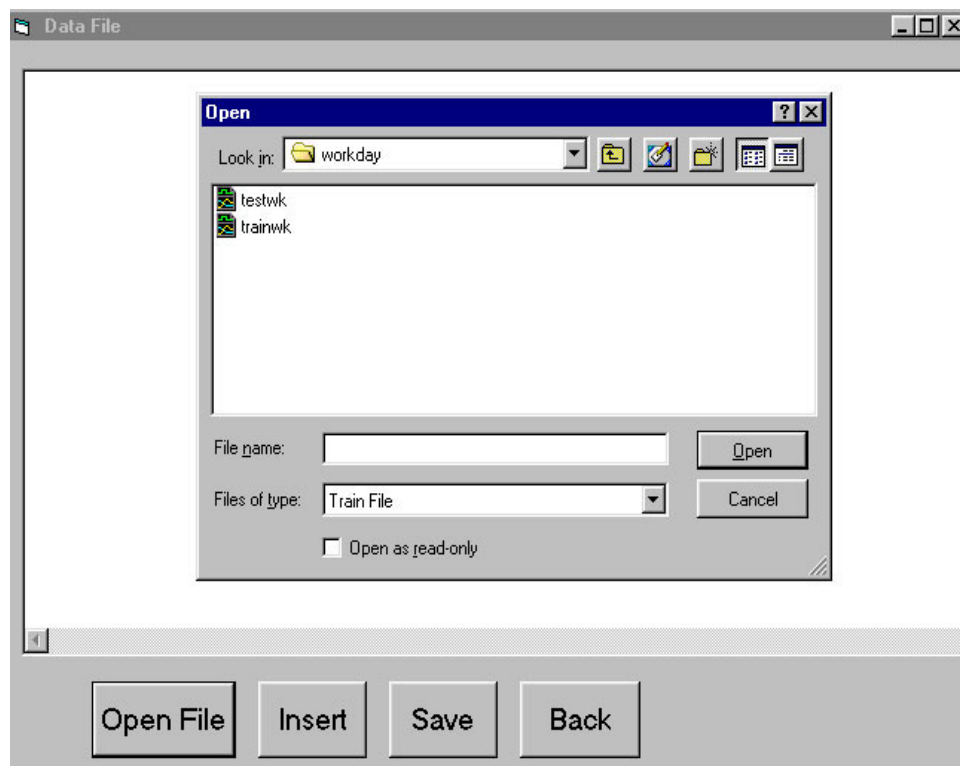 Data File
Open
Look in: workday
testwk
trainwk
File name: Open
Files of type: Train File Cancel
Open as read-only
Open File Insert Save Back